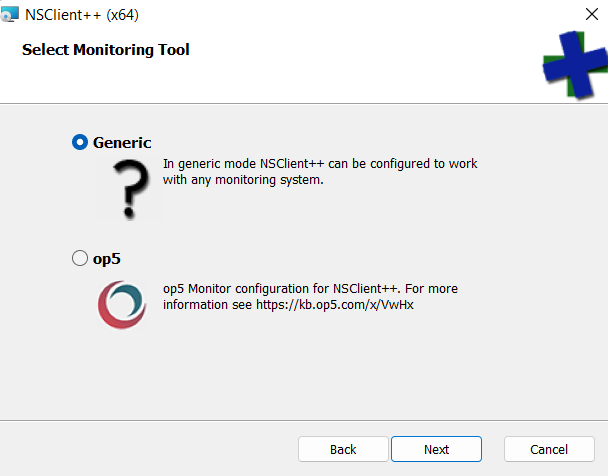 NSClient++ (x64)
Select Monitoring Tool
Generic
In generic mode NSClient++ can be configured to work
with any monitoring system.
op5
op5 Monitor configuration for NSClient++. For more
information see https://kb.op5.com/x/VwHx
Back
Next
Cancel